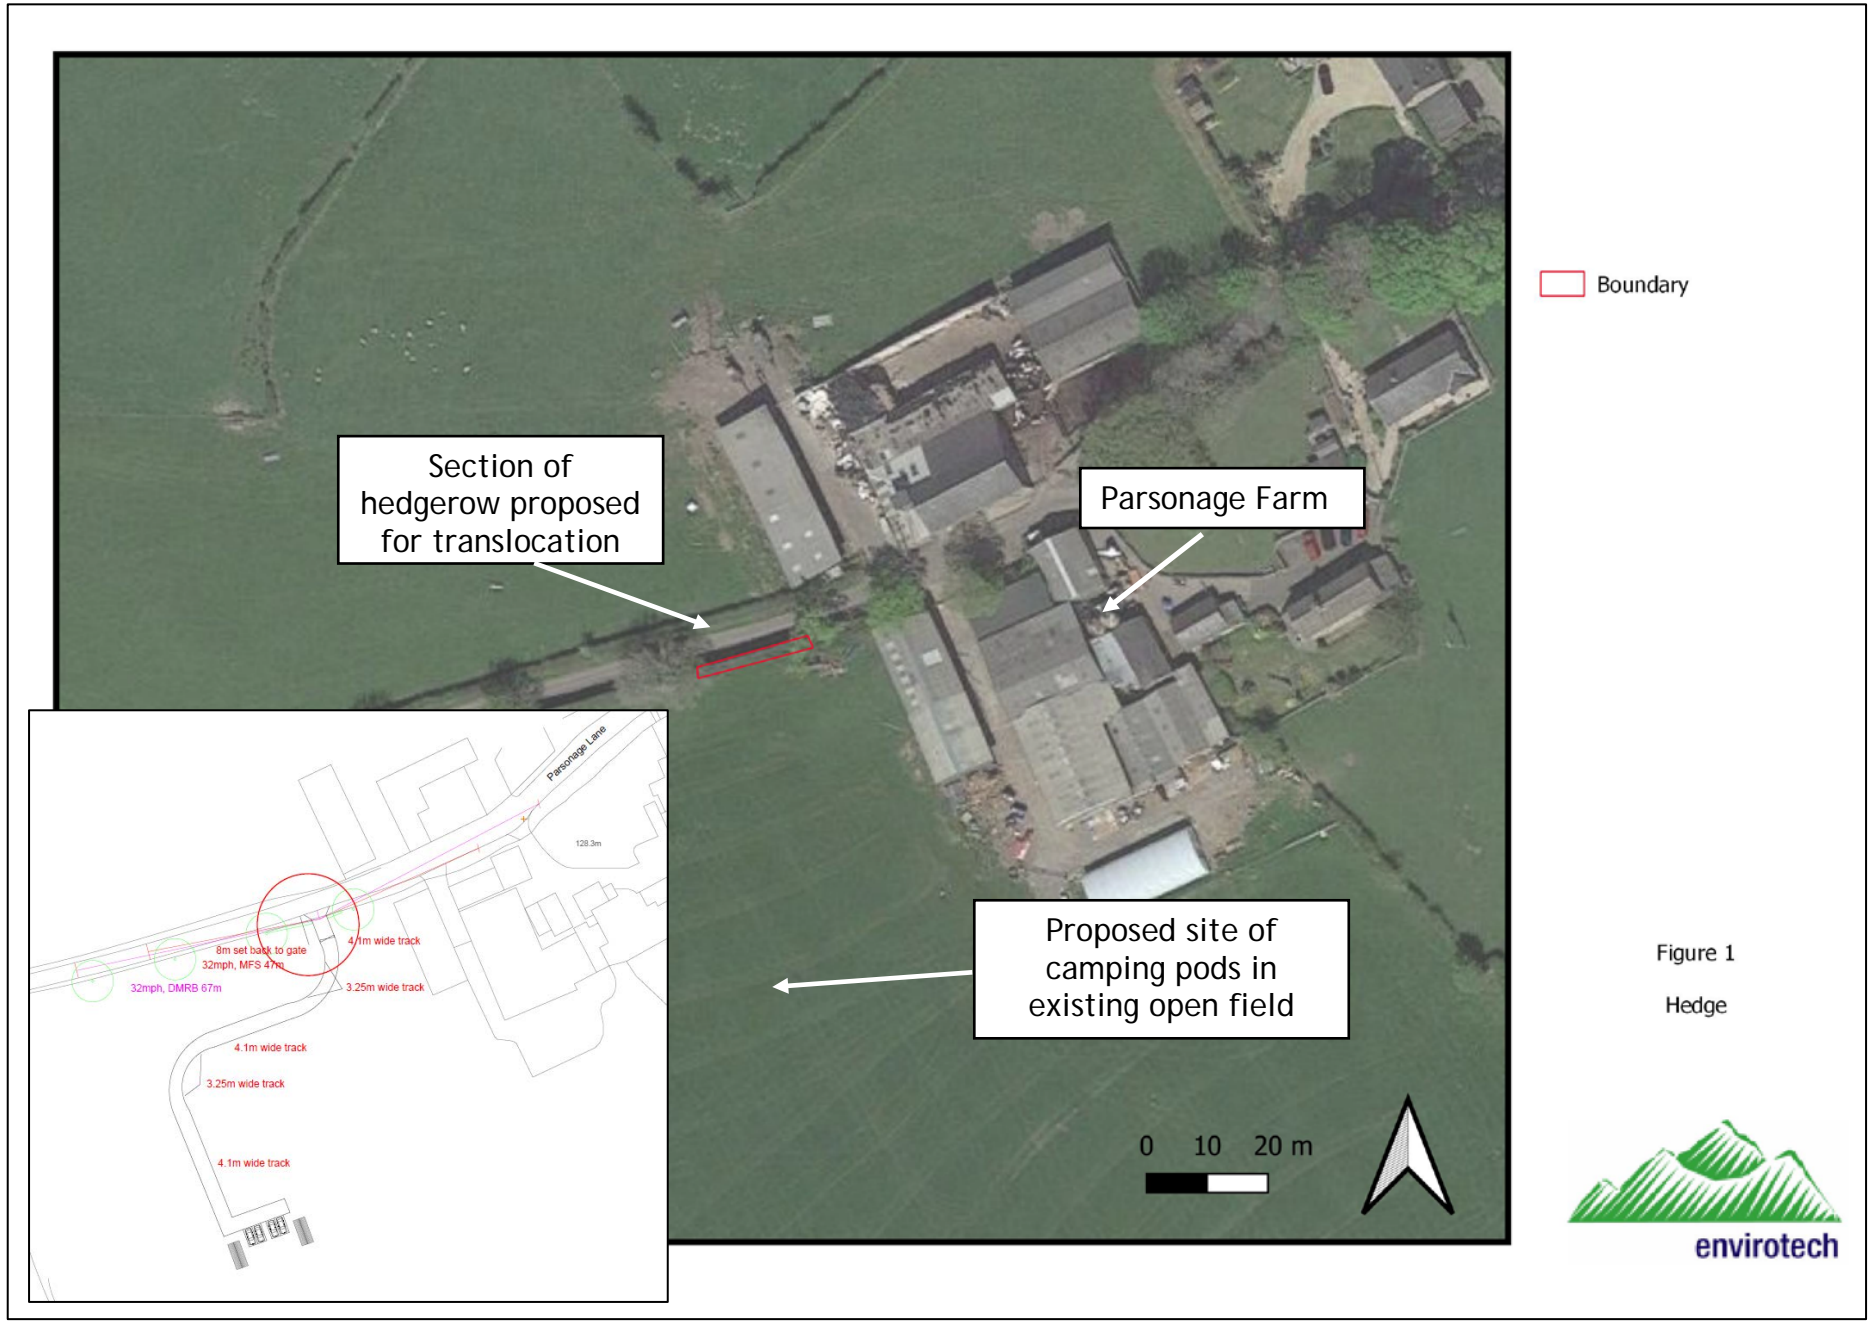 Section of
hedgerow proposed
for translocation
Parsonage Farm
Boundary
Parsonage Lane
128.3m
8m set back to gate
4.1m wide track
32mph, MFS 47m
32mph, DMRB 67m
3.25m wide track
4.1m wide track
3.25m wide track
4.1m wide track
Proposed site of
camping pods in
existing open field
0 10 20 m
Figure 1
Hedge
envirotech